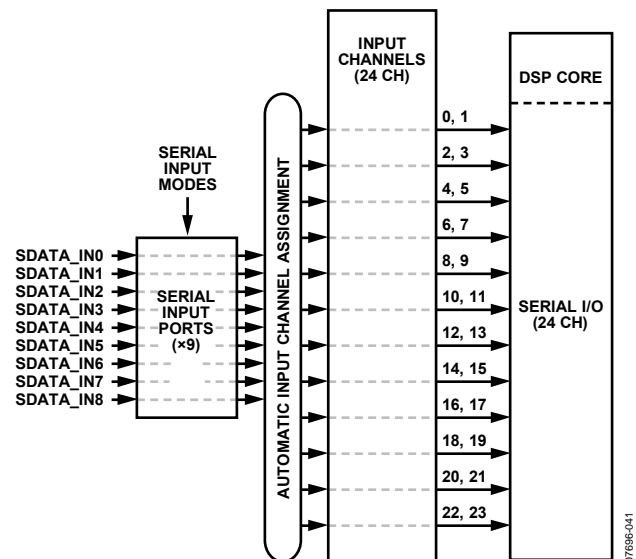 INPUT
CHANNELS
(24 CH)
DSP CORE
0, 1
2, 3
4, 5
6, 7
8, 9
10, 11
12, 13
14, 15
16, 17
18, 19
20, 21
22, 23
SERIAL
INPUT
MODES
SDATA_IN0
SDATA_IN1
SDATA_IN2
SDATA_IN3
SDATA_IN4
SDATA_IN5
SDATA_IN6
SDATA_IN7
SDATA_IN8
SERIAL
INPUT
PORTS
(×9)
AUTOMATIC INPUT CHANNEL ASSIGNMENT
SERIAL I/O
(24 CH)
07696-041